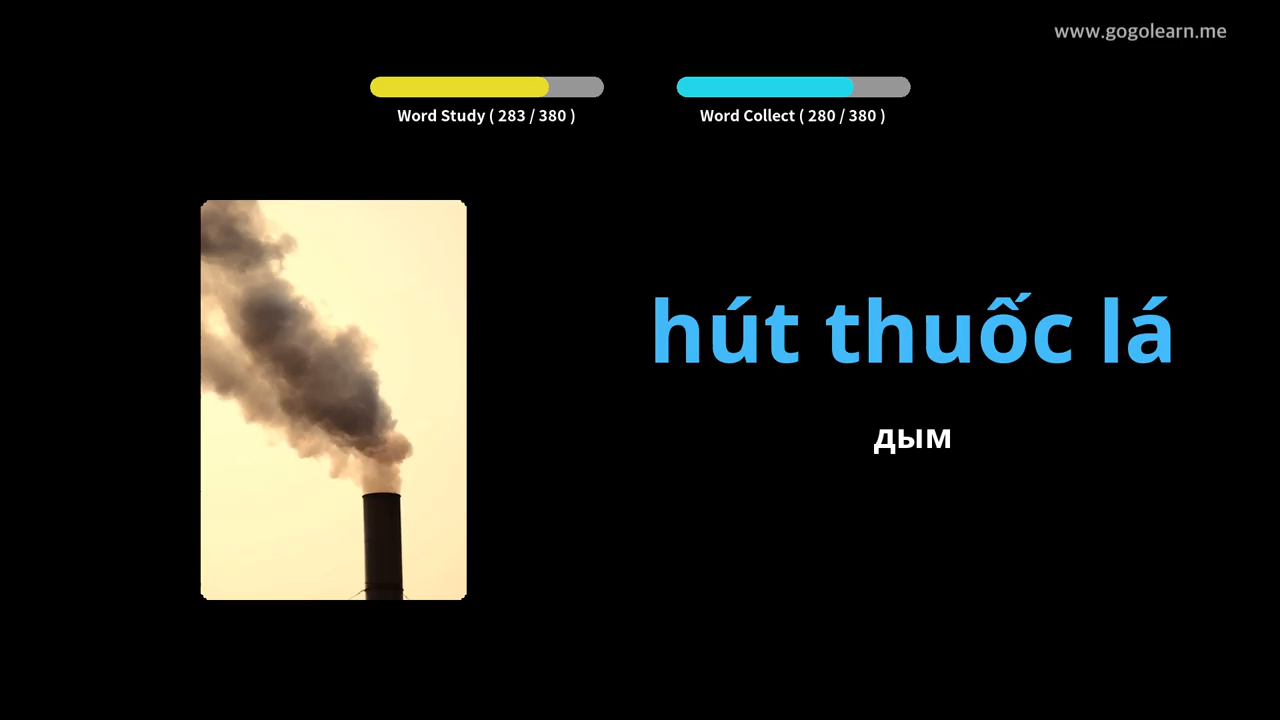 www.gogolearn.me
Word Study ( 283 / 380 )
Word Collect ( 280 / 380 )
hút thuốc lá
дым